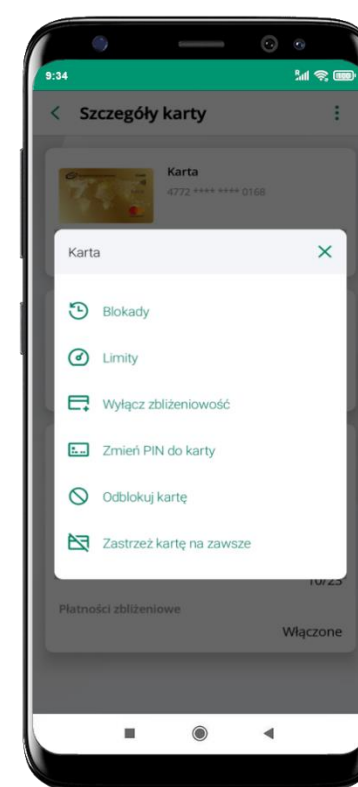 9:34
Szczegóły karty
Karta
4772 **** **** 0168
Karta
Blokady
Limity
Wyłącz zbliżeniowość
Zmień PIN do karty
Odblokuj kartę
Zastrzeż kartę na zawsze
10/23
Płatności zbliżeniowe
Włączone